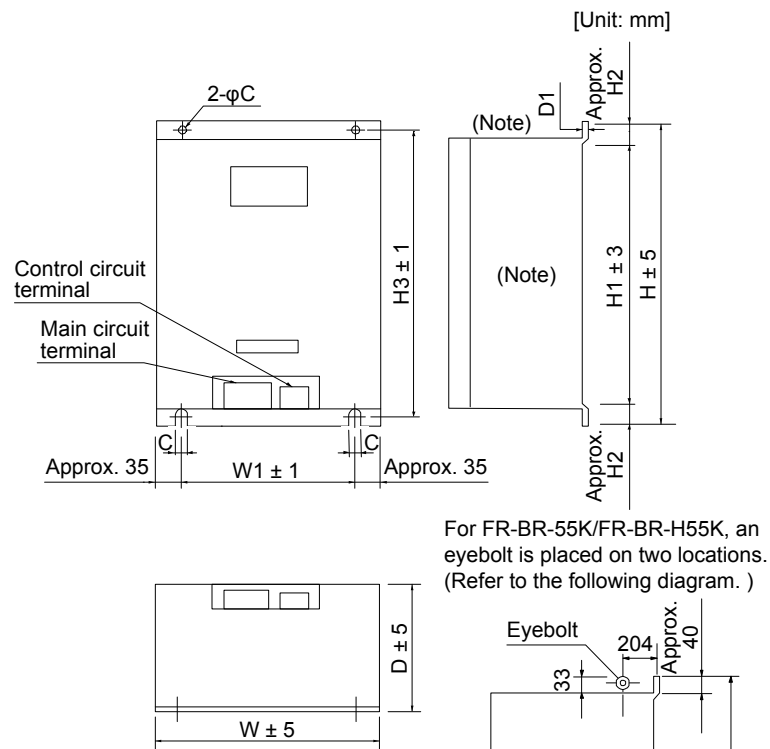 [Unit: mm]
2-φC
(Note)
D1
Approx.
H2
Control circuit
terminal
Main circuit
terminal
H3 ± 1
(Note)
H1 ± 3
H ± 5
C
C
Approx. 35
W1 ± 1
Approx. 35
Approx.
H2
For FR-BR-55K/FR-BR-H55K, an
eyebolt is placed on two locations.
(Refer to the following diagram. )
Eyebolt
204
Approx.
40
33
D ± 5
W ± 5